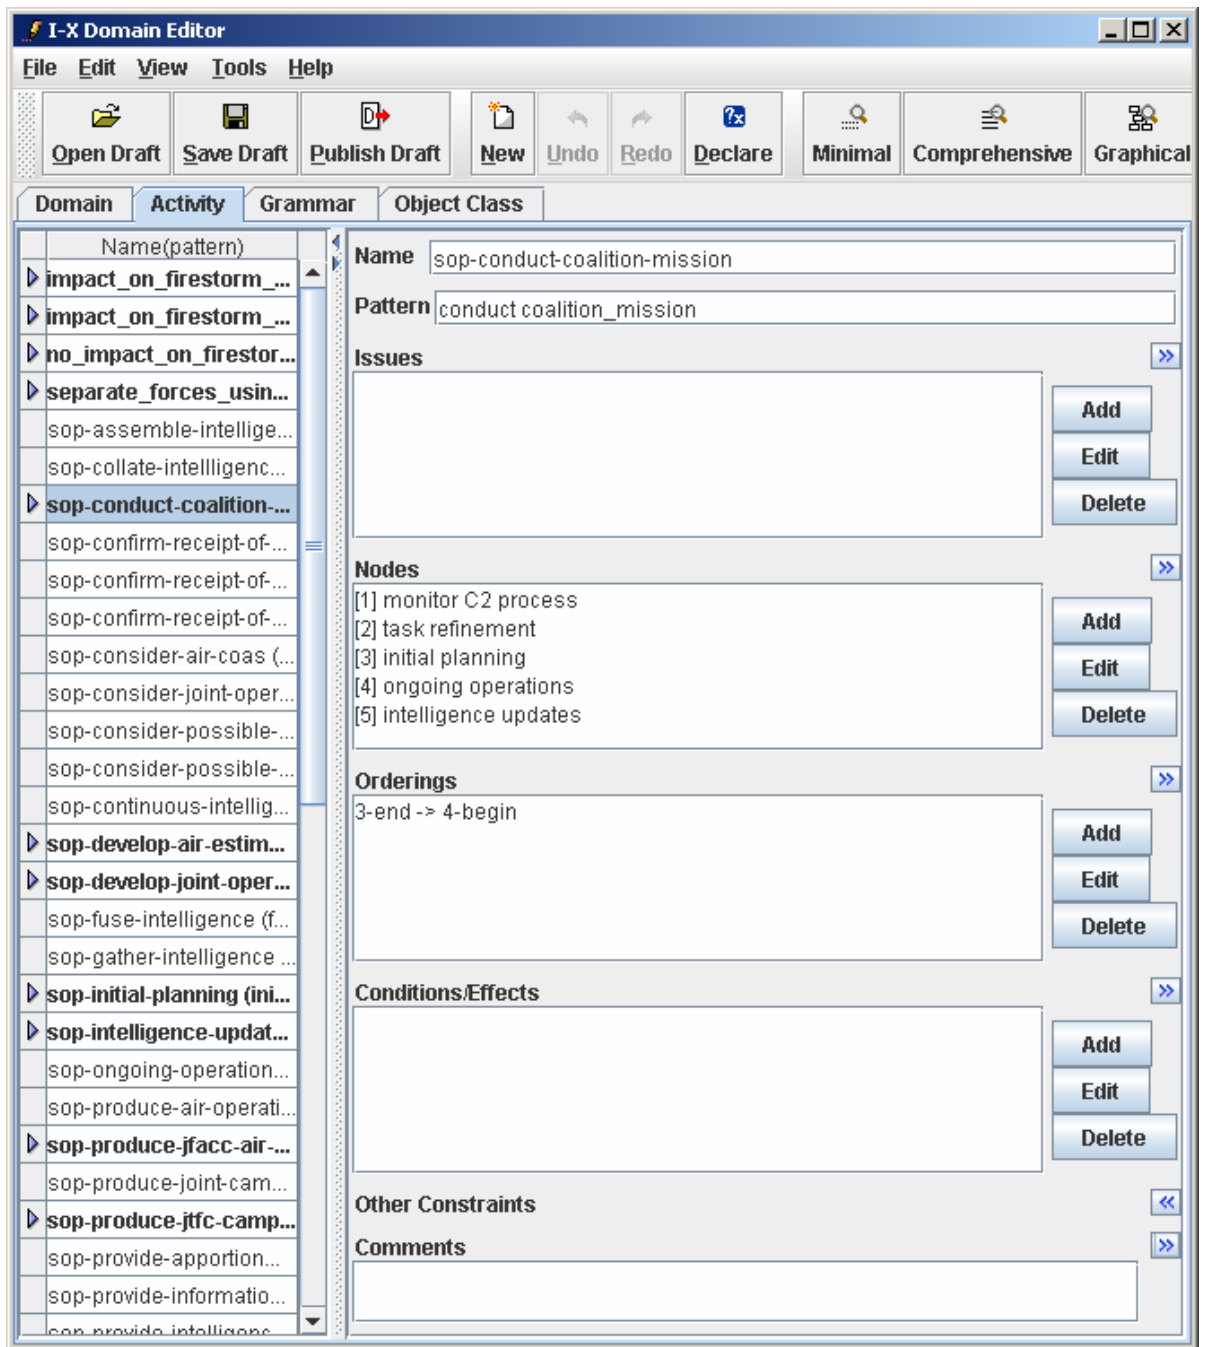 I-X Domain Editor
File Edit View Tools Help
Open Draft Save Draft Publish Draft New Undo Redo Declare Minimal Comprehensive Graphical
Domain Activity Grammar Object Class
Name(pattern)
impact_on_firestorm_...
impact_on_firestorm_...
no_impact_on_firestor...
separate_forces_usin...
sop-assemble-intellige...
sop-collate-intellligenc...
sop-conduct-coalition-...
sop-confirm-receipt-of-...
sop-confirm-receipt-of-...
sop-confirm-receipt-of-...
sop-consider-air-coas (...
sop-consider-joint-oper...
sop-consider-possible-...
sop-consider-possible-...
sop-continuous-intellig...
sop-develop-air-estim...
sop-develop-joint-oper...
sop-fuse-intelligence (f...
sop-gather-intelligence ...
sop-initial-planning (ini...
sop-intelligence-updat...
sop-ongoing-operation...
sop-produce-air-operati...
sop-produce-jfacc-air-...
sop-produce-joint-cam...
sop-produce-jtfc-camp...
sop-provide-apportion...
sop-provide-informatio...
sop-provide-intelligenc...
Name sop-conduct-coalition-mission
Pattern conduct coalition_mission
Issues
Add
Edit
Delete
Nodes
[1] monitor C2 process
[2] task refinement
[3] initial planning
[4] ongoing operations
[5] intelligence updates
Add
Edit
Delete
Orderings
3-end -> 4-begin
Add
Edit
Delete
Conditions/Effects
Add
Edit
Delete
Other Constraints
Comments